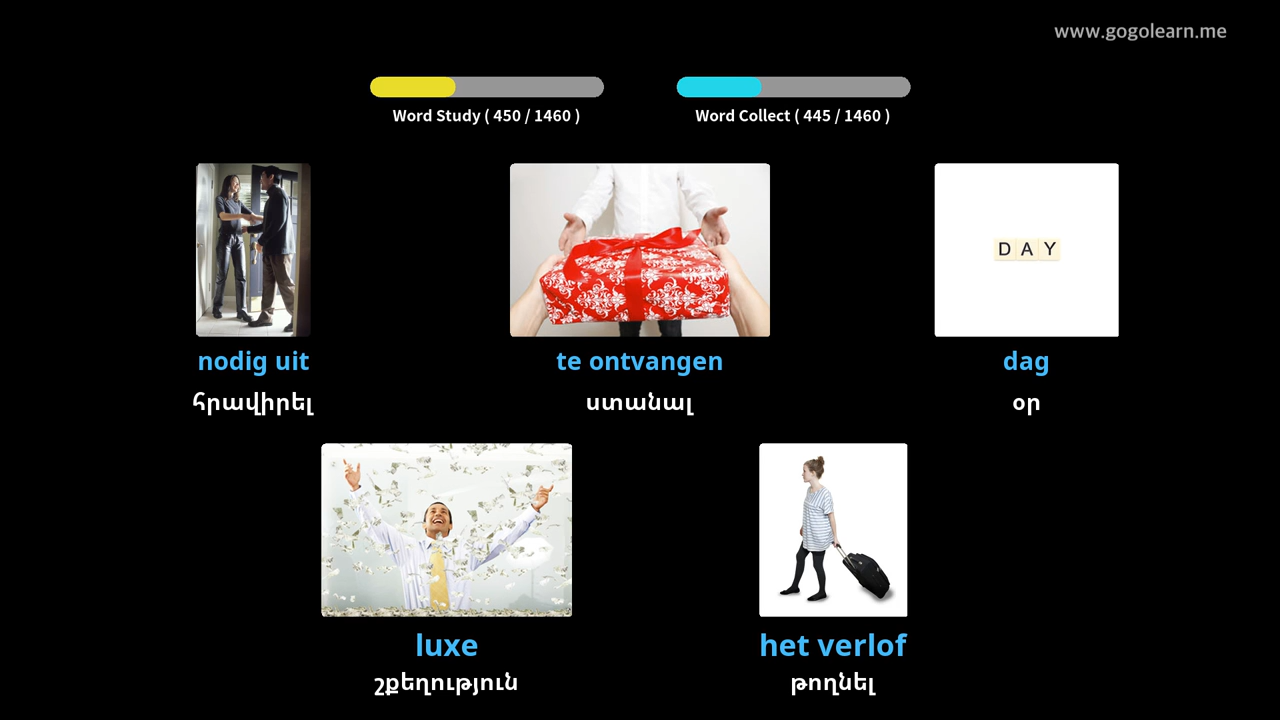 www.gogolearn.me
Word Study ( 450 / 1460 )
Word Collect ( 445 / 1460 )
DAY
nodig uit
te ontvangen
dag
հրավիրել
ստանալ
օր
luxe
het verlof
շքեղություն
թողնել